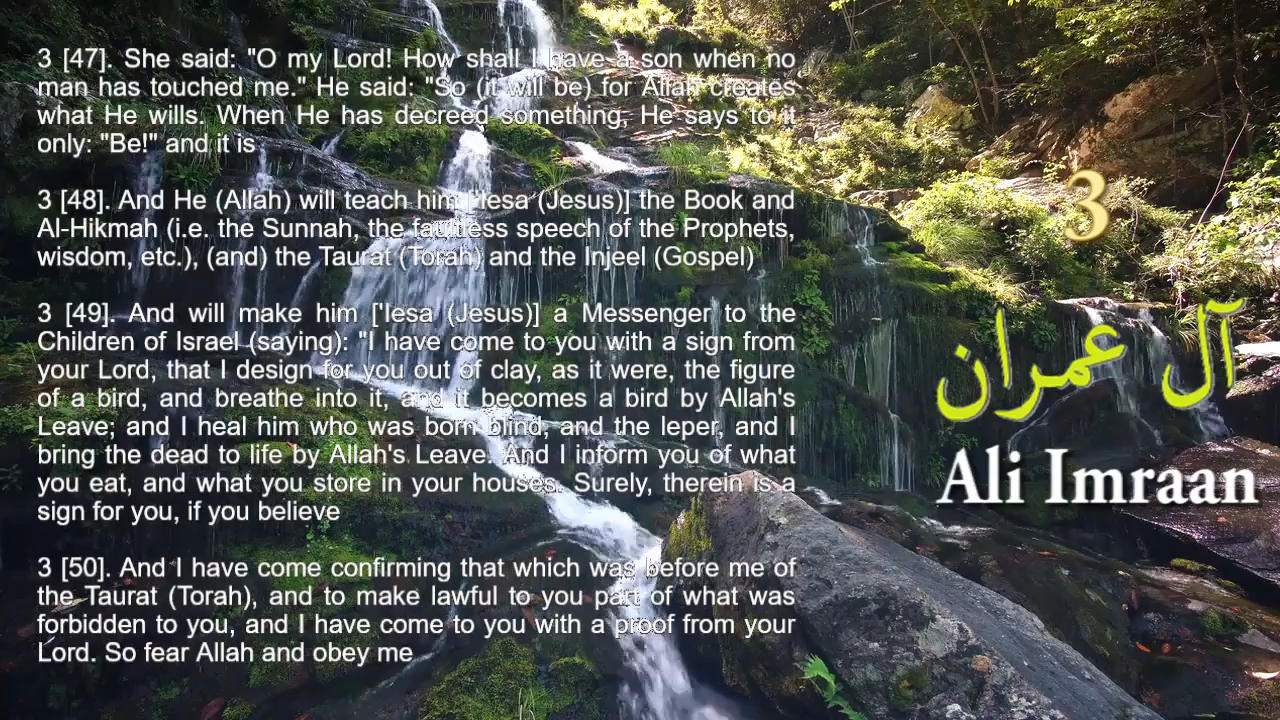 3 [47]. She said: "O my Lord! How shall I have a son when no
man has touched me." He said: "So (it will be) for Allah creates
what He wills. When He has decreed something, He says to it
only: "Be!" and it is
3 [48]. And He (Allah) will teach him ['Iesa (Jesus)] the Book and
Al-Hikmah (i.e. the Sunnah, the faultless speech of the Prophets,
wisdom, etc.), (and) the Taurat (Torah) and the Injeel (Gospel)
3 [49]. And will make him ['Iesa (Jesus)] a Messenger to the
Children of Israel (saying): "I have come to you with a sign from
your Lord, that I design for you out of clay, as it were, the figure
of a bird, and breathe into it, and it becomes a bird by Allah's
Leave; and I heal him who was born blind, and the leper, and I
bring the dead to life by Allah's Leave. And I inform you of what
you eat, and what you store in your houses. Surely, therein is a
sign for you, if you believe
3 [50]. And I have come confirming that which was before me of
the Taurat (Torah), and to make lawful to you part of what was
forbidden to you, and I have come to you with a proof from your
Lord. So fear Allah and obey me
3
آل عمران
Ali Imraan